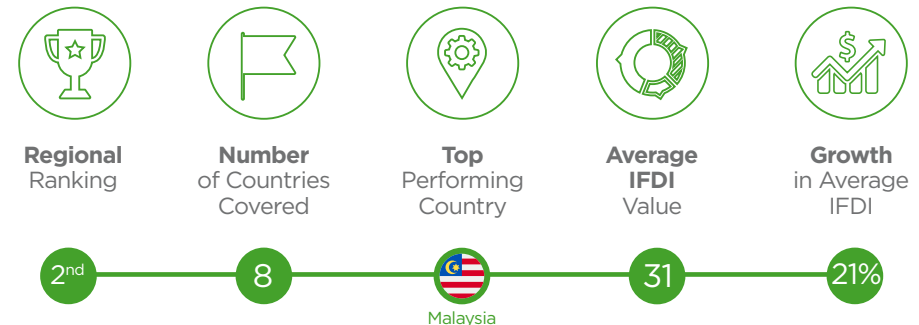 Regional
Ranking
Number
of Countries
Covered
Top
Performing
Country
Average
IFDI
Value
Growth
in Average
IFDI
2nd
8
Malaysia
31
21%
$